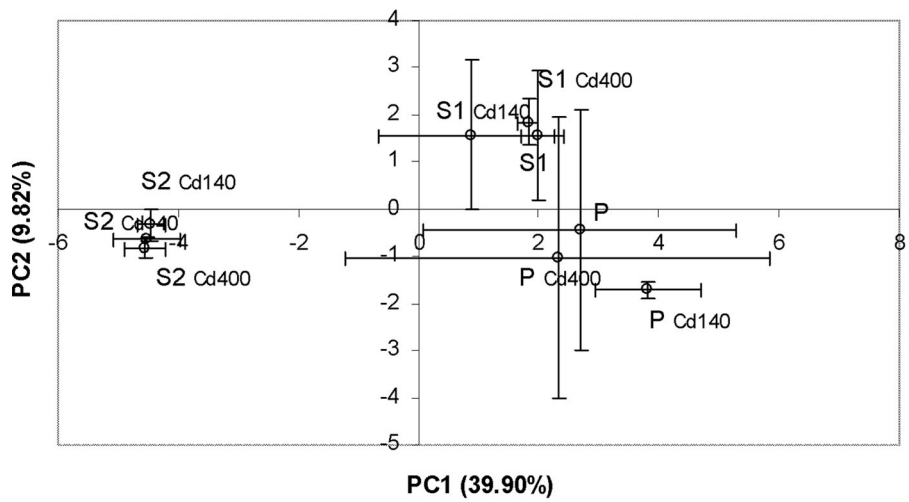 4
3
S1 Cd400
2
S1 Cd140
1
S1
S2 Cd140
0
S2
P
-6 -4 -2 0 2 4 6 8
-1
S2 Cd400
P Cd400
-2
P Cd140
-3
-4
-5
PC2 (9.82%)
PC1 (39.90%)